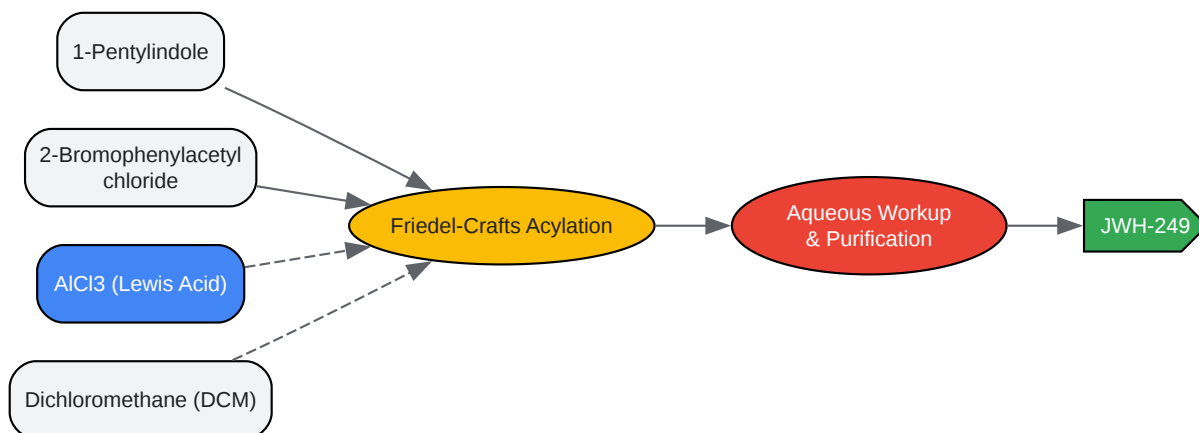 1-Pentylindole
2-Bromophenylacetyl
chloride
AlCl3 (Lewis Acid)
Dichloromethane (DCM)
Friedel-Crafts Acylation
Aqueous Workup
& Purification
JWH-249